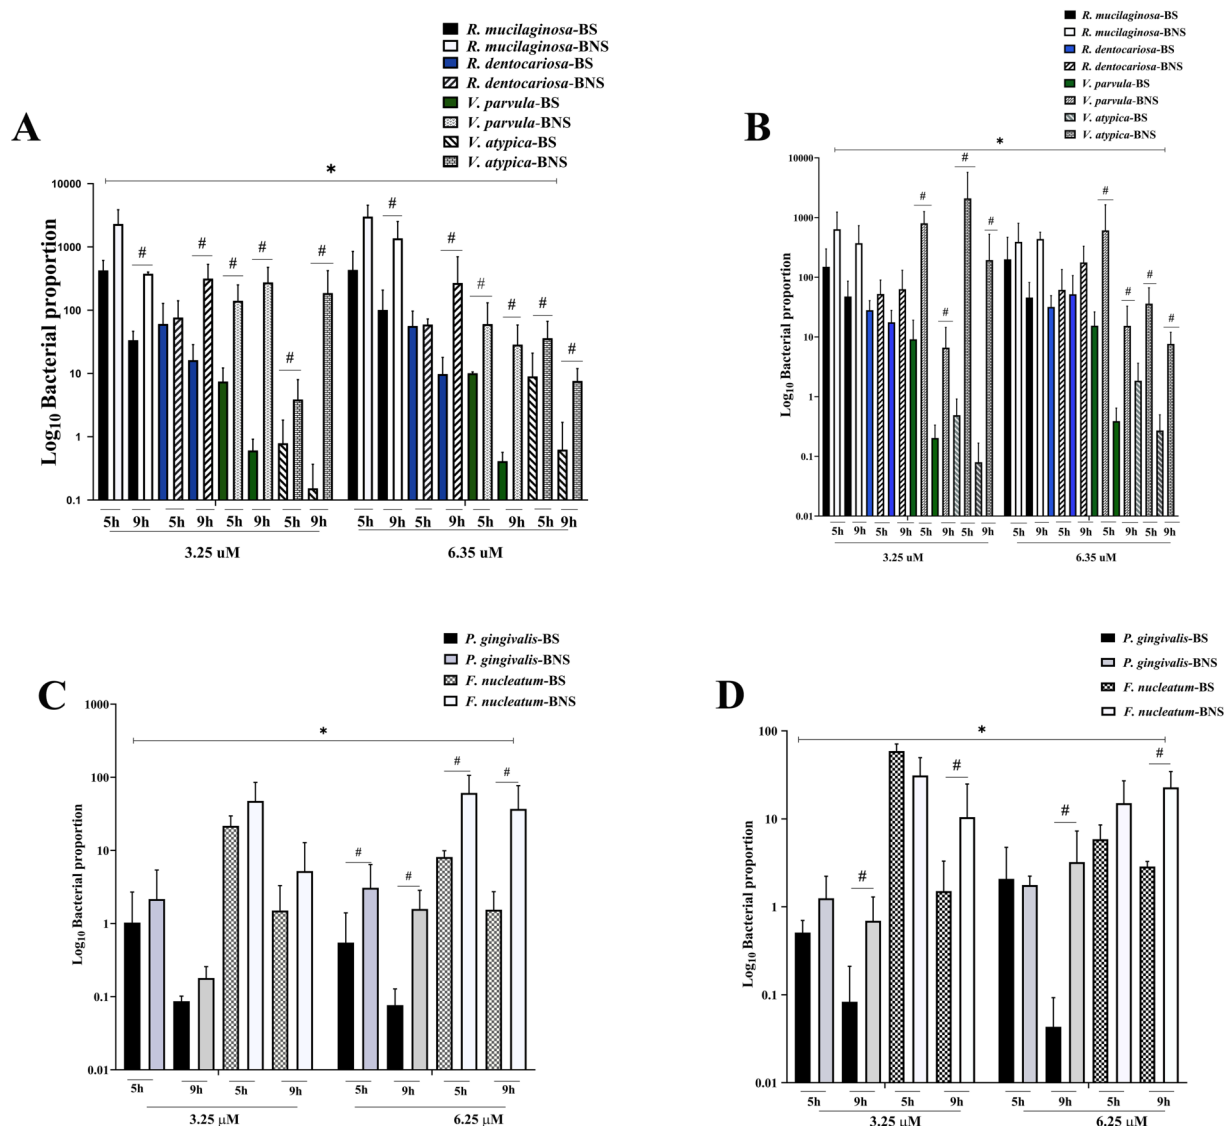 A
R. mucilaginosa-BS
R. mucilaginosa-BNS
R. dentocariosa-BS
R. dentocariosa-BNS
V. parvula-BS
V. parvula-BNS
V. atypica-BS
V. atypica-BNS
*
Log10 Bacterial proportion
10000
1000
100
10
1
0.1
# # # # # # # # # # # #
5h 9h 5h 9h 5h 9h 5h 9h 5h 9h 5h 9h 5h 9h 5h 9h
3.25 uM 6.35 uM
B
R. mucilaginosa-BS
R. mucilaginosa-BNS
R. dentocariosa-BS
R. dentocariosa-BNS
V. parvula-BS
V. parvula-BNS
V. atypica-BS
V. atypica-BNS
*
Log10 Bacterial proportion
10000
1000
100
10
1
0.1
0.01
# # # # # # # #
5h 9h 5h 9h 5h 9h 5h 9h 5h 9h 5h 9h 5h 9h 5h 9h
3.25 uM 6.35 uM
C
P. gingivalis-BS
P. gingivalis-BNS
F. nucleatum-BS
F. nucleatum-BNS
*
Log10 Bacterial proportion
1000
100
10
1
0.1
0.01
# # # #
5h 9h 5h 9h 5h 9h 5h 9h
3.25 μM 6.25 μM
D
P. gingivalis-BS
P. gingivalis-BNS
F. nucleatum-BS
F. nucleatum-BNS
*
Log10 Bacterial proportion
100
10
1
0.1
0.01
# # # #
5h 9h 5h 9h 5h 9h 5h 9h
3.25 μM 6.25 μM